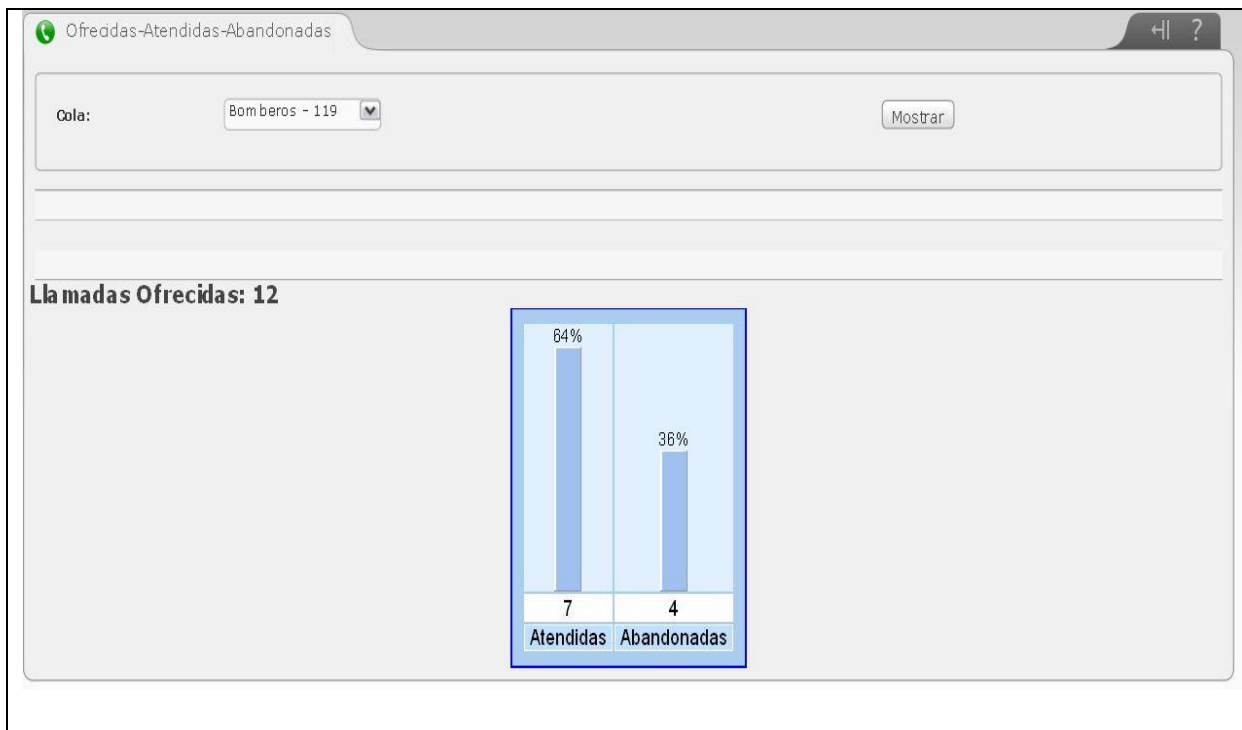 Ofrecidas-Atendidas-Abandonadas
?
Cola:
Bomberos - 119
Mostrar
Llamadas Ofrecidas: 12
64%
36%
7
4
Atendidas
Abandonadas